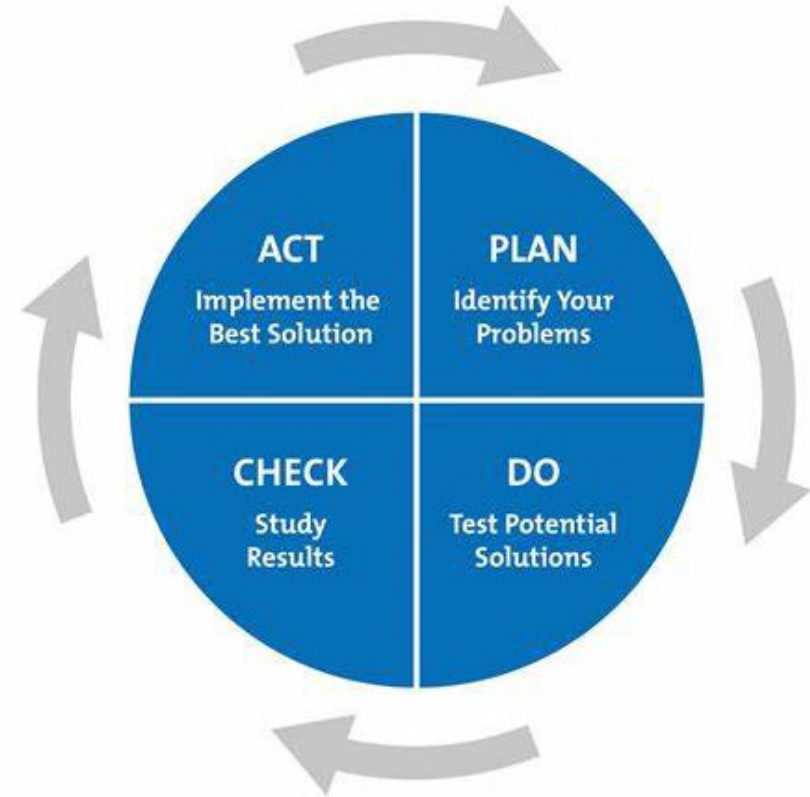 ACT
Implement the
Best Solution
PLAN
Identify Your
Problems
CHECK
Study
Results
DO
Test Potential
Solutions